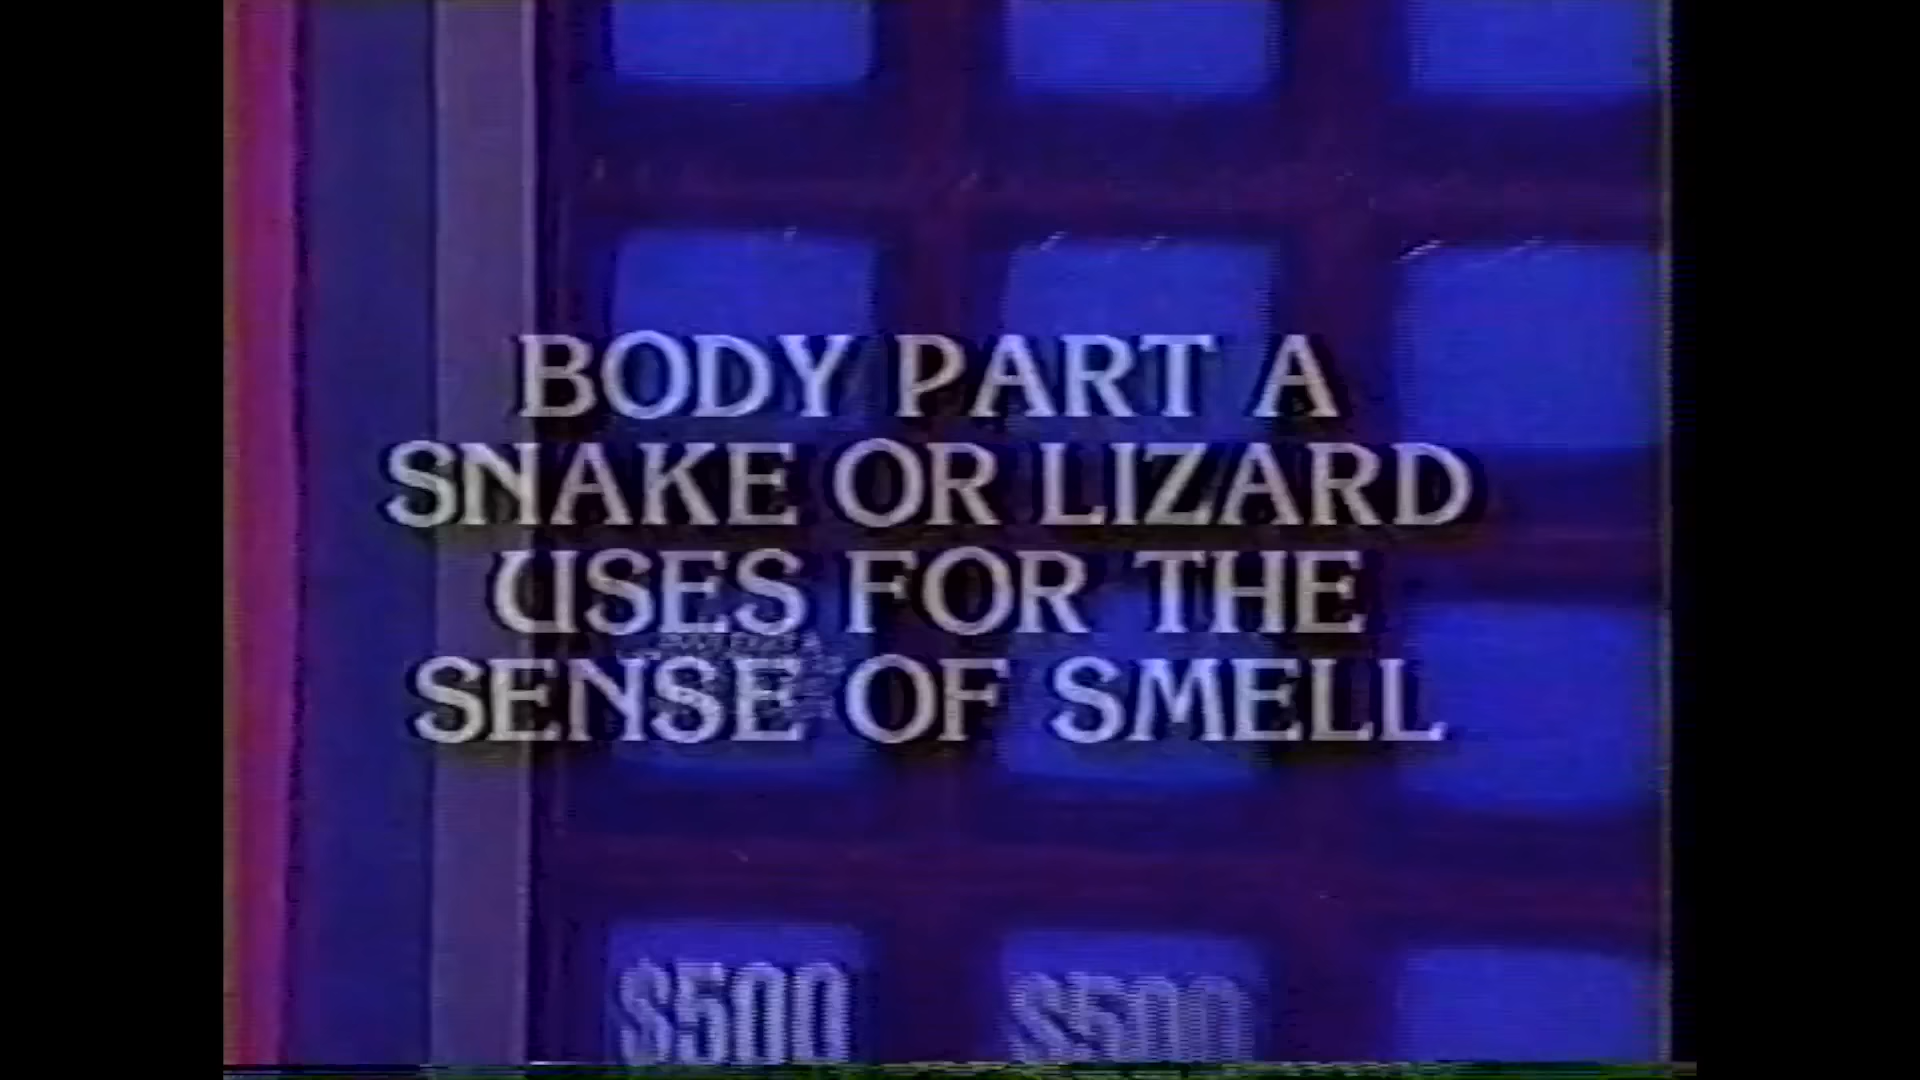 BODY PART A
SNAKE OR LIZARD
USES FOR THE
SENSE OF SMELL
$500
$500